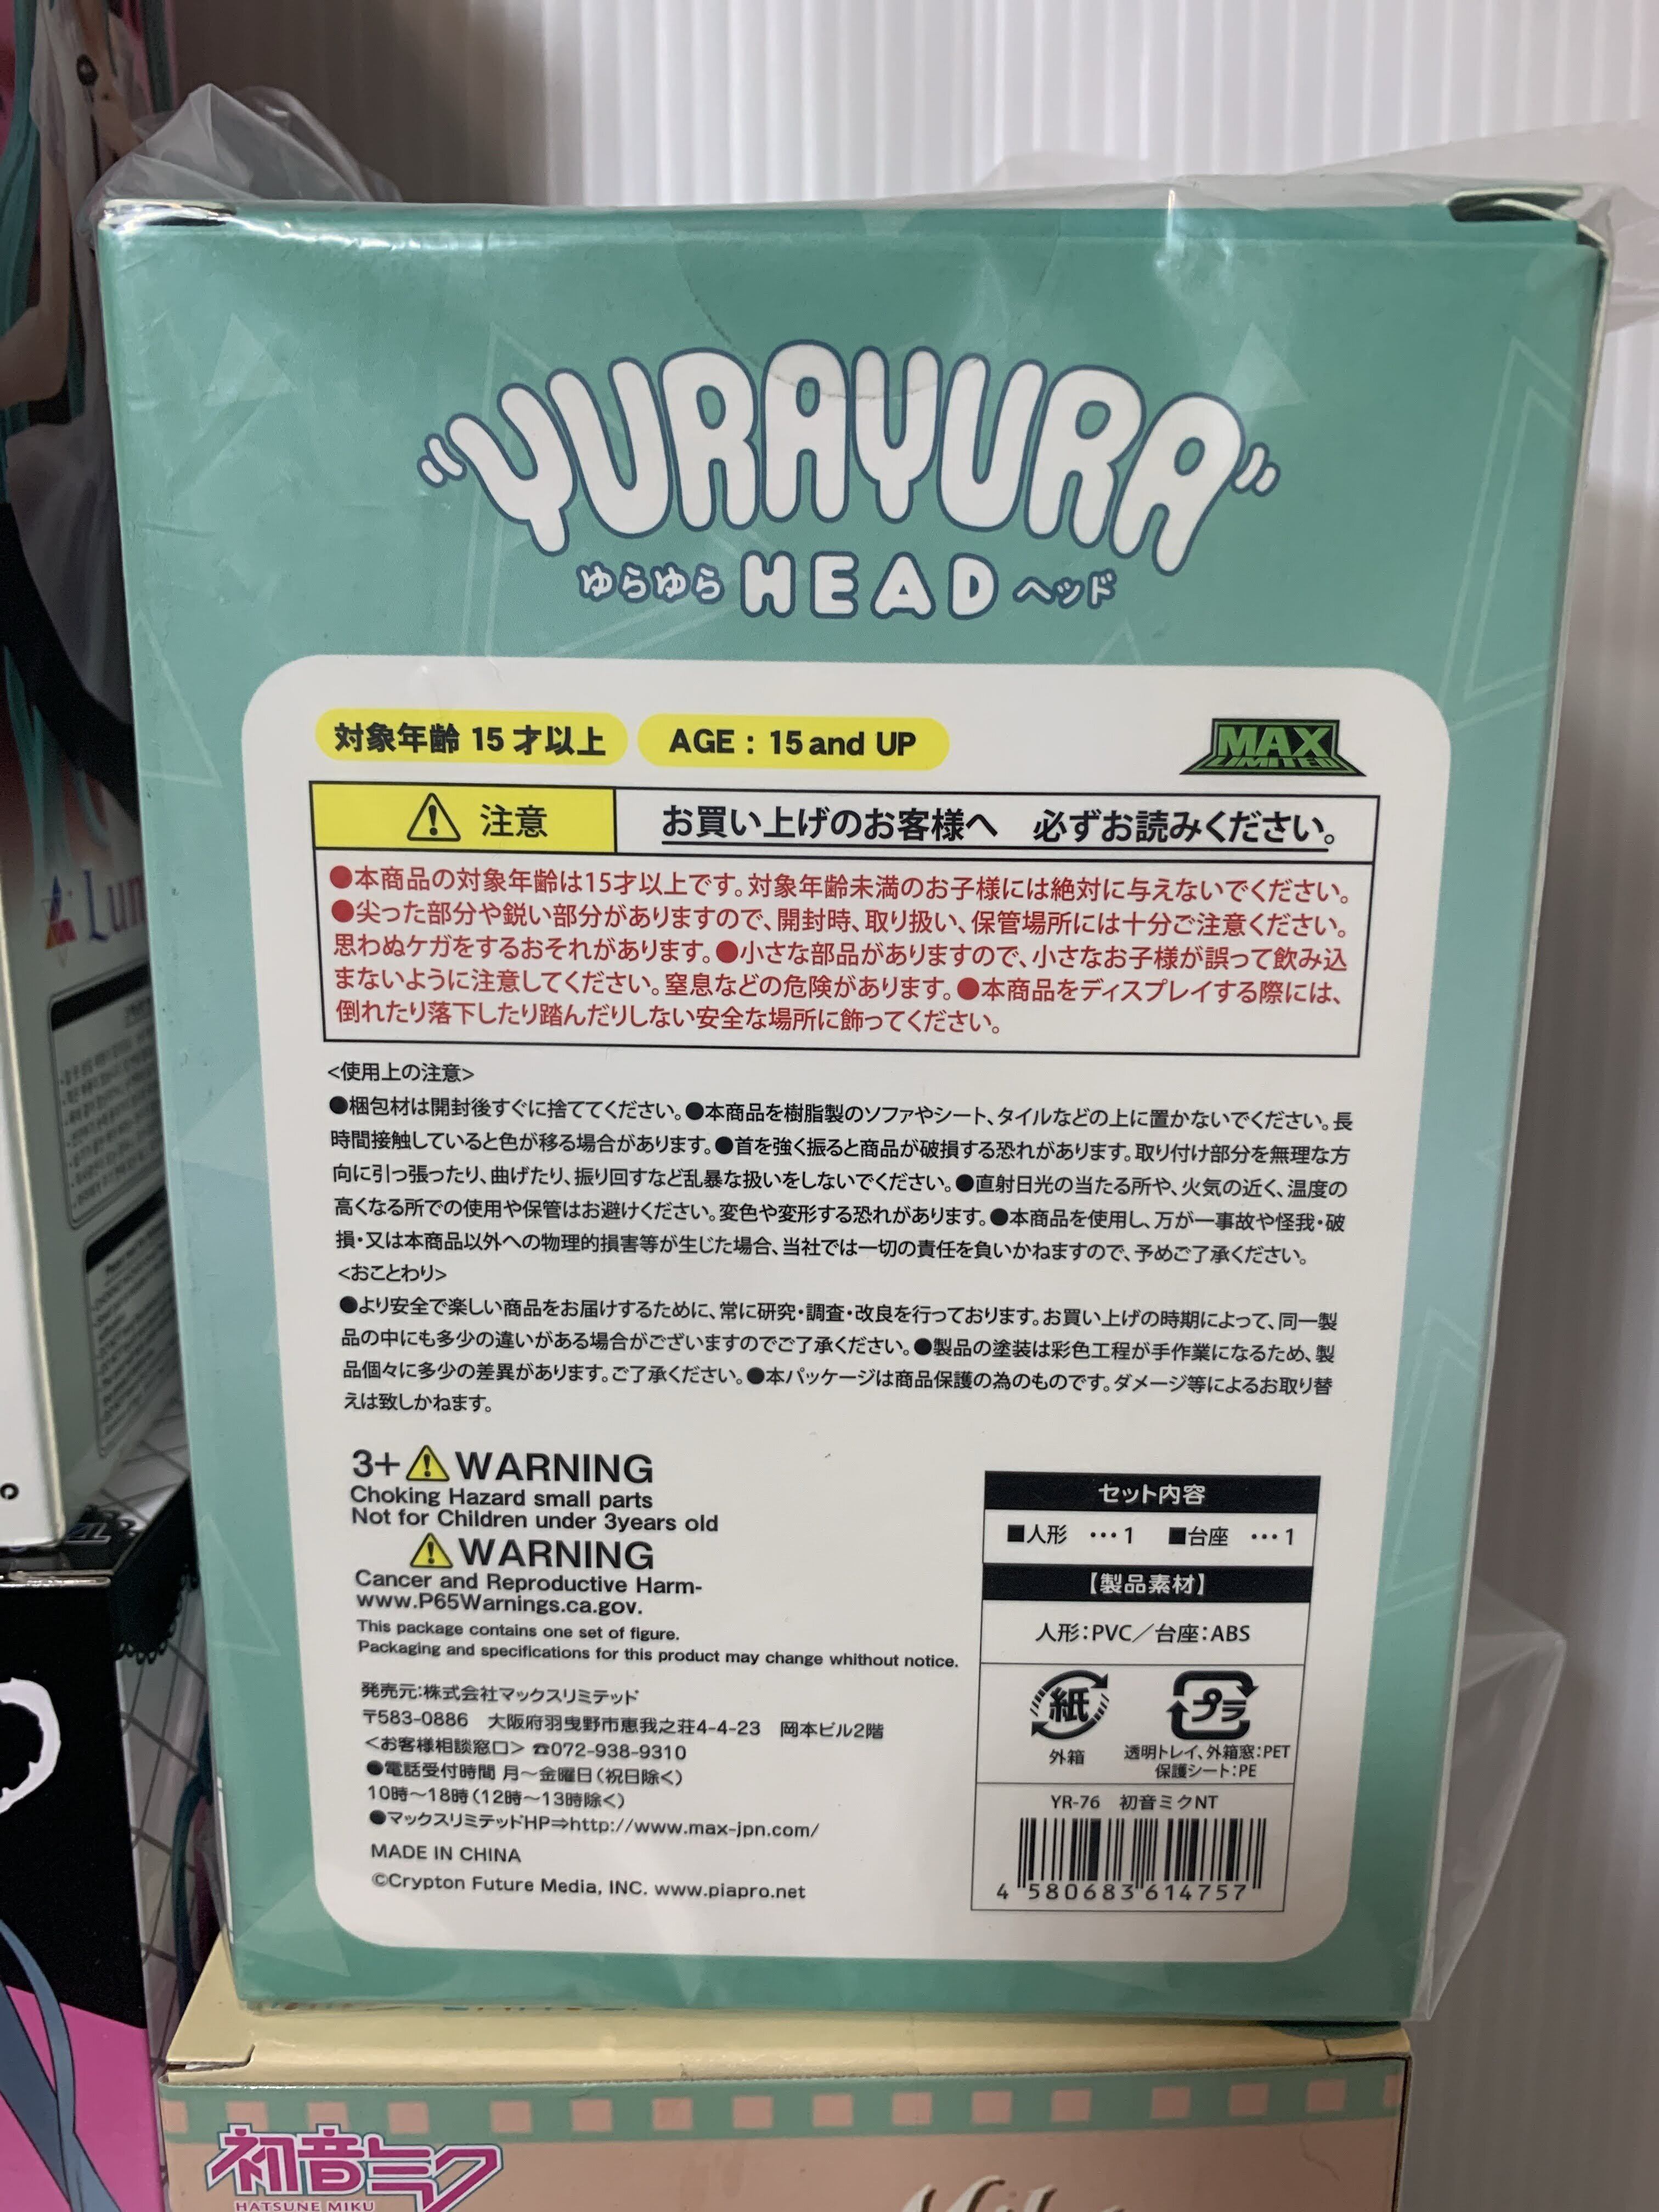 YURAYURA
ゆらゆら HEAD ヘッド
対象年齢 15 才以上 AGE : 15 and UP
MAX
LIMITED
注意 お買い上げのお客様へ 必ずお読みください。
●本商品の対象年齢は15才以上です。対象年齢未満のお子様には絶対に与えないでください。
●尖った部分や鋭い部分がありますので、開封時、取り扱い、保管場所には十分ご注意ください。
思わぬケガをするおそれがあります。●小さな部品がありますので、小さなお子様が誤って飲み込
まないように注意してください。窒息などの危険があります。●本商品をディスプレイする際には、
倒れたり落下したり踏んだりしない安全な場所に飾ってください。
<使用上の注意>
●梱包材は開封後すぐに捨ててください。●本商品を樹脂製のソファやシート、タイルなどの上に置かないでください。長
時間接触していると色が移る場合があります。●首を強く振ると商品が破損する恐れがあります。取り付け部分を無理な方
向に引っ張ったり、曲げたり、振り回すなど乱暴な扱いをしないでください。●直射日光の当たる所や、火気の近く、温度の
高くなる所での使用や保管はお避けください。変色や変形する恐れがあります。●本商品を使用し、万が一事故や怪我・破
損・又は本商品以外への物理的損害等が生じた場合、当社では一切の責任を負いかねますので、予めご了承ください。
<おことわり>
●より安全で楽しい商品をお届けするために、常に研究・調査・改良を行っております。お買い上げの時期によって、同一製
品の中にも多少の違いがある場合がございますのでご了承ください。●製品の塗装は彩色工程が手作業になるため、製
品個々に多少の差異があります。ご了承ください。●本パッケージは商品保護の為のものです。ダメージ等によるお取り替
えは致しかねます。
3+ WARNING
Choking Hazard small parts
Not for Children under 3years old
WARNING
Cancer and Reproductive Harm-
www.P65Warnings.ca.gov.
This package contains one set of figure.
Packaging and specifications for this product may change whithout notice.
発売元:株式会社マックスリミテッド
〒583-0886 大阪府羽曳野市恵我之荘4-4-23 岡本ビル2階
<お客様相談窓口> ☎072-938-9310
●電話受付時間 月～金曜日(祝日除く)
10時～18時(12時～13時除く)
●マックスリミテッドHP⇒http://www.max-jpn.com/
MADE IN CHINA
©Crypton Future Media, INC. www.piapro.net
セット内容
■人形 …1 ■台座 …1
【製品素材】
人形:PVC／台座:ABS
紙 プラ
外箱
透明トレイ、外箱窓:PET
保護シート:PE
YR-76 初音ミクNT
4 580683 614757
Lum
初音ミク
HATSUNE MIKU